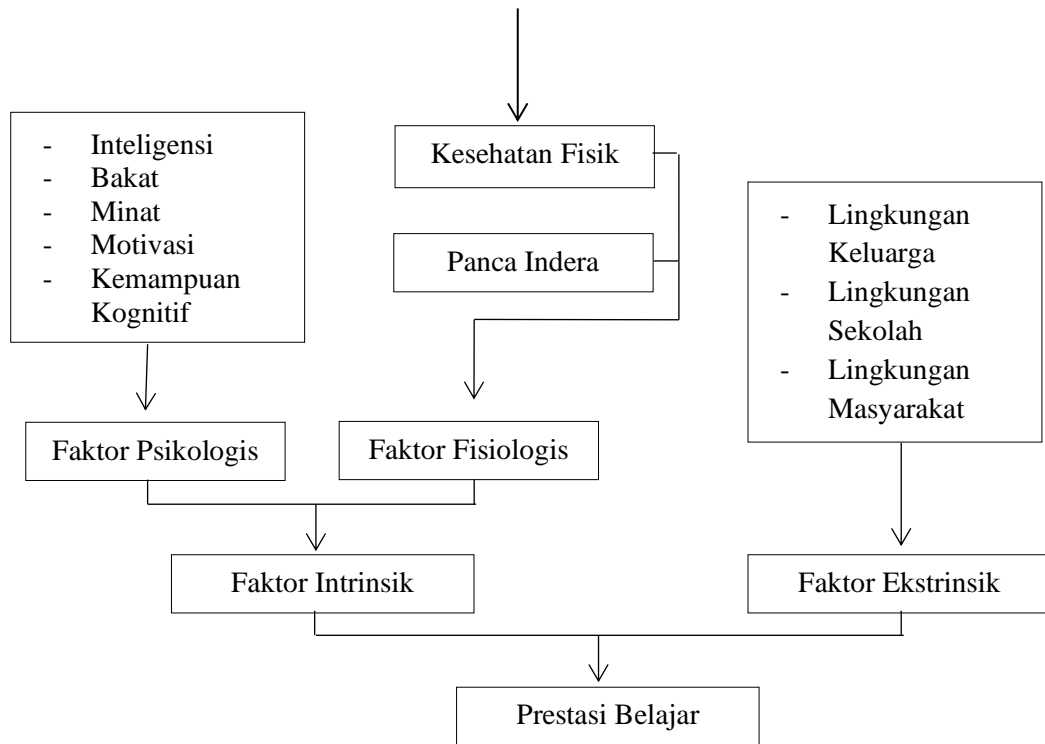 - Inteligensi
- Bakat
- Minat
- Motivasi
- Kemampuan
Kognitif
Kesehatan Fisik
Panca Indera
- Lingkungan
Keluarga
- Lingkungan
Sekolah
- Lingkungan
Masyarakat
Faktor Psikologis
Faktor Fisiologis
Faktor Intrinsik
Faktor Ekstrinsik
Prestasi Belajar